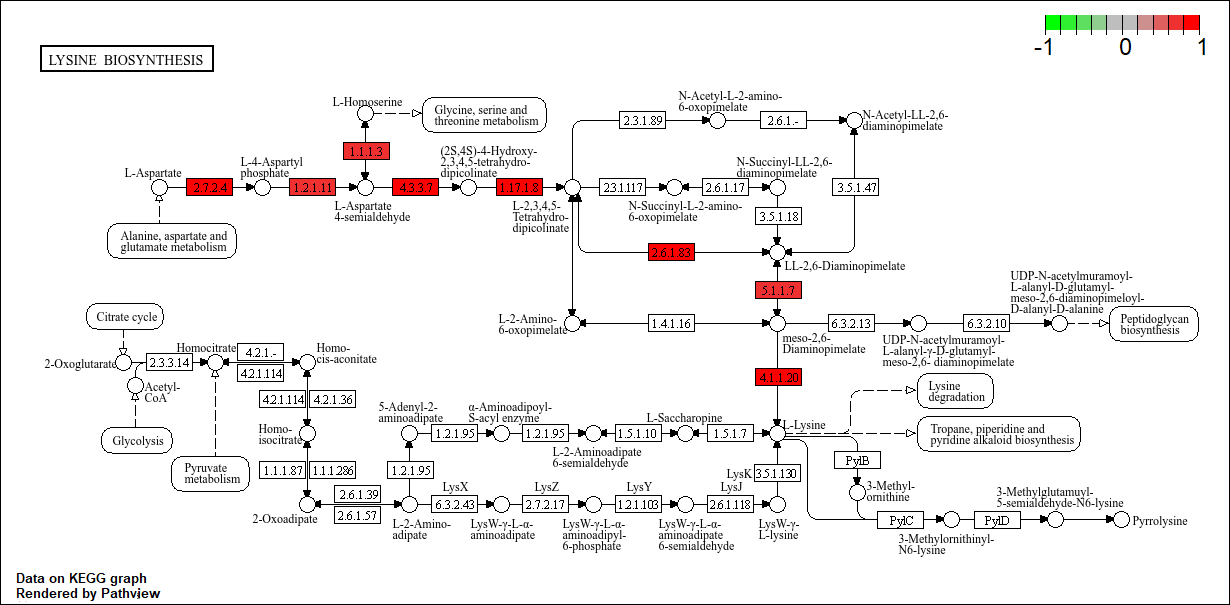 -1
0
1
LYSINE BIOSYNTHESIS
L-Homoserine
Glycine, serine and
threonine metabolism
N-Acetyl-L-2-amino-
6-oxopimelate
2.3.1.89
2.6.1.-
N-Acetyl-LL-2,6-
diaminopimelate
1.1.1.3
L-Aspartate
L-4-Aspartyl
phosphate
(2S,4S)-4-Hydroxy-
2,3,4,5-tetrahydro-
dipicolinate
N-Succinyl-LL-2,6-
diaminopimelate
2.7.2.4
1.2.1.11
4.3.3.7
1.17.1.8
2.3.1.117
2.6.1.17
3.5.1.47
L-Aspartate
4-semialdehyde
L-2,3,4,5-
Tetrahydro-
dipicolinate
N-Succinyl-L-2-amino-
6-oxopimelate
3.5.1.18
Alanine, aspartate and
glutamate metabolism
2.6.1.83
LL-2,6-Diaminopimelate
5.1.1.7
UDP-N-acetylmuramoyl-
L-alanyl-D-glutamyl-
meso-2,6-diaminopimeloyl-
D-alanyl-D-alanine
Citrate cycle
L-2-Amino-
6-oxopimelate
1.4.1.16
6.3.2.13
6.3.2.10
Peptidoglycan
biosynthesis
meso-2,6-
Diaminopimelate
UDP-N-acetylmuramoyl-
L-alanyl-γ-D-glutamyl-
meso-2,6- diaminopimelate
2-Oxoglutarate
2.3.3.14
Homocitrate
4.2.1.-
4.2.1.114
Homo-
cis-aconitate
Acetyl-
CoA
4.1.1.20
Lysine
degradation
4.2.1.114
4.2.1.36
Glycolysis
Homo-
isocitrate
5-Adenyl-2-
aminoadipate
α-Aminoadipoyl-
S-acyl enzyme
L-Saccharopine
L-Lysine
Tropane, piperidine and
pyridine alkaloid biosynthesis
1.2.1.95
1.2.1.95
1.5.1.10
1.5.1.7
L-2-Aminoadipate
6-semialdehyde
Pyruvate
metabolism
1.1.1.87
1.1.1.286
1.2.1.95
LysK
3.5.1.130
PylB
3-Methyl-
ornithine
2.6.1.39
2.6.1.57
LysX
6.3.2.43
LysZ
2.7.2.17
LysY
1.2.1.103
LysJ
2.6.1.118
2-Oxoadipate
L-2-Amino-
adipate
LysW-γ-L-α-
aminoadipate
LysW-γ-L-α-
aminoadipyl-
6-phosphate
LysW-γ-L-α-
aminoadipate
6-semialdehyde
LysW-γ-
L-lysine
3-Methylglutamuyl-
5-semialdehyde-N6-lysine
PylC
PylD
Pyrrolysine
3-Methylornithinyl-
N6-lysine
Data on KEGG graph
Rendered by Pathview